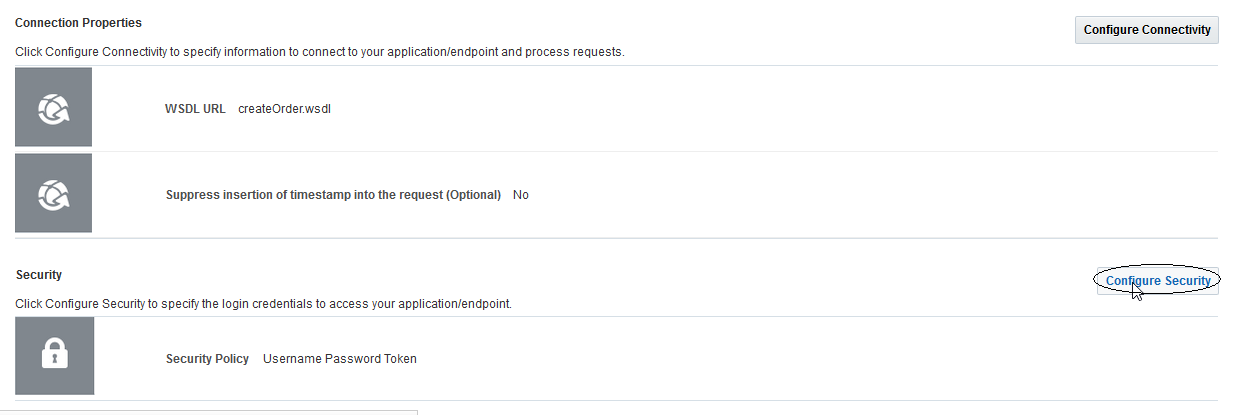 Connection Properties
Configure Connectivity
Click Configure Connectivity to specify information to connect to your application/endpoint and process requests.
WSDL URL createOrder.wsdl
Suppress insertion of timestamp into the request (Optional) No
Security
Configure Security
Click Configure Security to specify the login credentials to access your application/endpoint.
Security Policy Username Password Token